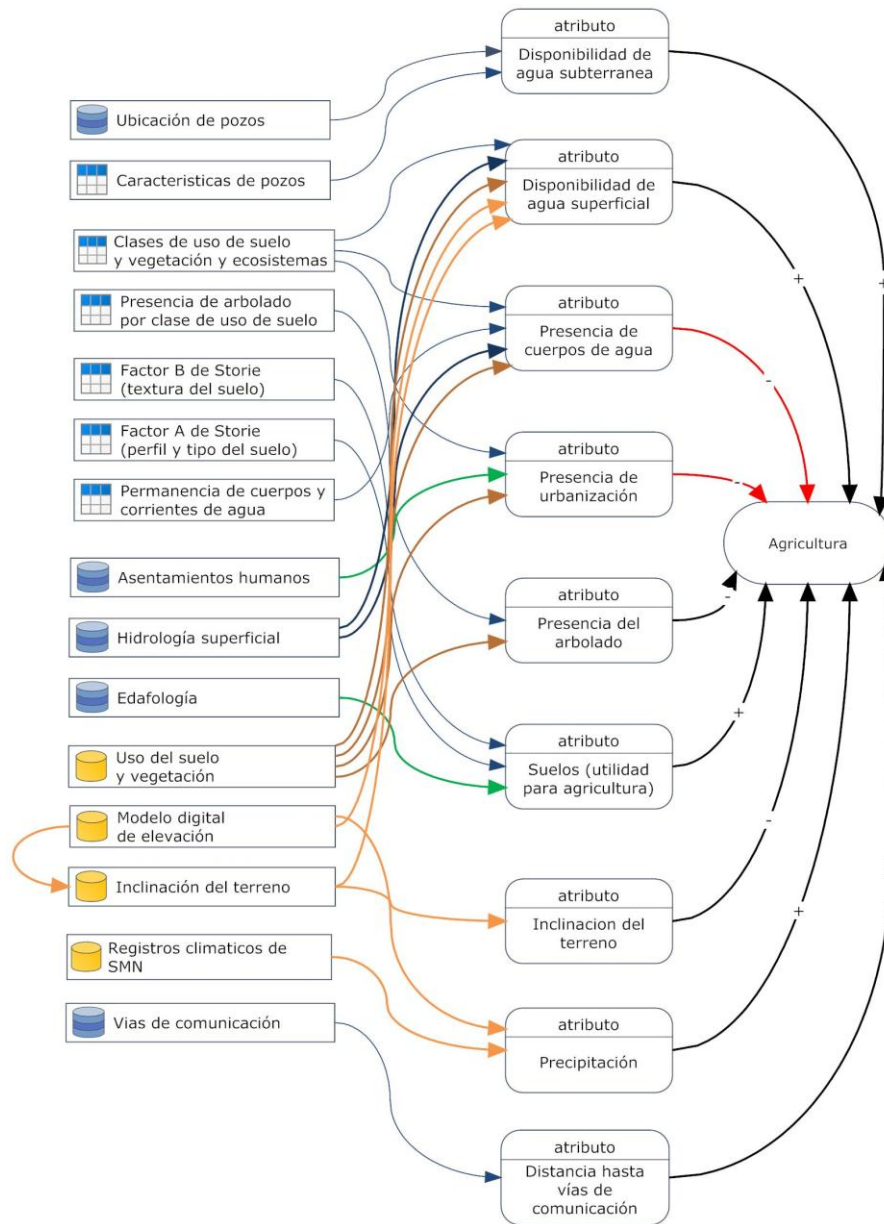 atributo
Disponibilidad de
agua subterranea
Ubicación de pozos
Caracteristicas de pozos
atributo
Disponibilidad de
agua superficial
Clases de uso de suelo
y vegetación y ecosistemas
+
+
Presencia de arbolado
por clase de uso de suelo
atributo
Presencia de
cuerpos de agua
-
Factor B de Storie
(textura del suelo)
Factor A de Storie
(perfil y tipo del suelo)
atributo
Presencia de
urbanización
-
Permanencia de cuerpos y
corrientes de agua
Agricultura
Asentamientos humanos
atributo
Presencia del
arbolado
-
Hidrología superficial
Edafología
+
atributo
Suelos (utilidad
para agricultura)
Uso del suelo
y vegetación
Modelo digital
de elevación
-
Inclinación del terreno
atributo
Inclinacion del
terreno
+
Registros climaticos de
SMN
Vias de comunicación
atributo
Precipitación
atributo
Distancia hasta
vías de
comunicación